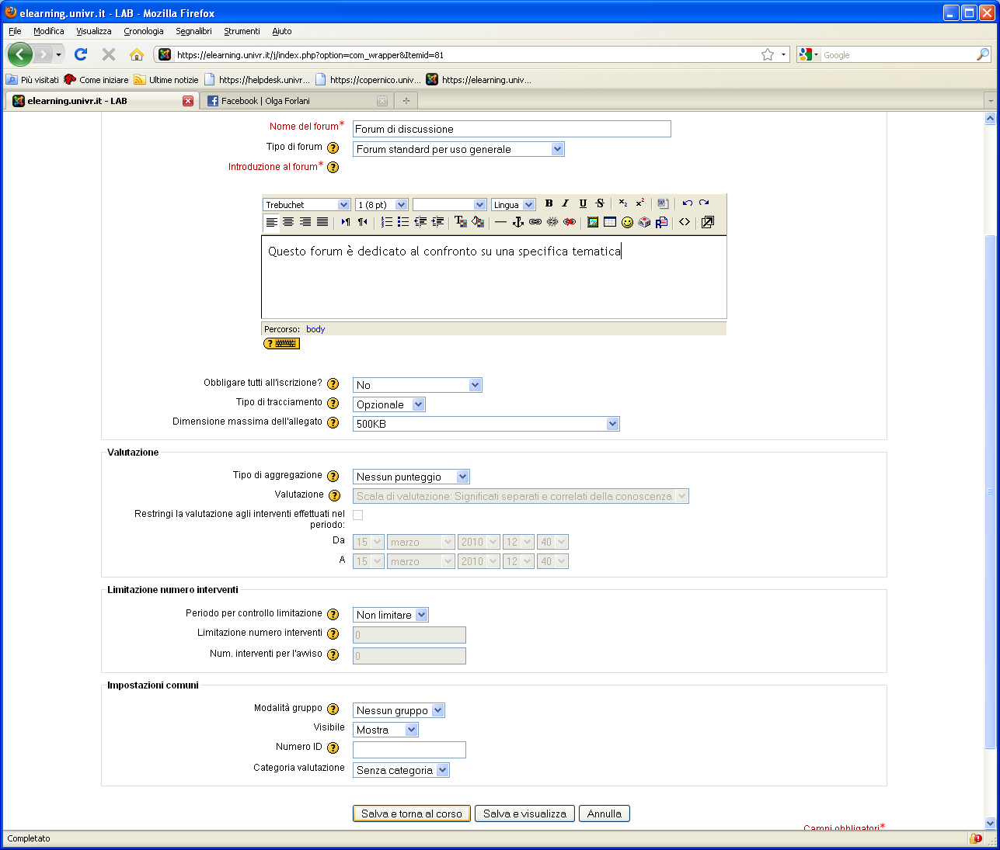 elearning.univr.it - LAB - Mozilla Firefox
File Modifica Visualizza Cronologia Segnalibri Strumenti Aiuto
https://elearning.univr.it/j/index.php?option=com_wrapper&Itemid=81 Google
Più visitati Come iniziare Ultime notizie https://helpdesk.univr... https://copernico.univ... https://elearning.univ...
elearning.univr.it - LAB Facebook | Olga Forlani
Nome del forum* Forum di discussione
Tipo di forum ? Forum standard per uso generale
Introduzione al forum* ?
Trebuchet 1 (8 pt) Lingua B I U S x2 x2
Questo forum è dedicato al confronto su una specifica tematica
Percorso: body
?
Obbligare tutti all'iscrizione? ? No
Tipo di tracciamento ? Opzionale
Dimensione massima dell'allegato ? 500KB
Valutazione
Tipo di aggregazione ? Nessun punteggio
Valutazione ? Scala di valutazione: Significati separati e correlati della conoscenza
Restringi la valutazione agli interventi effettuati nel
periodo:
Da 15 marzo 2010 12 40
A 15 marzo 2010 12 40
Limitazione numero interventi
Periodo per controllo limitazione ? Non limitare
Limitazione numero interventi ? 0
Num. interventi per l'avviso ? 0
Impostazioni comuni
Modalità gruppo ? Nessun gruppo
Visibile Mostra
Numero ID ?
Categoria valutazione Senza categoria
Salva e torna al corso Salva e visualizza Annulla
Campi obbligatori*
Completato